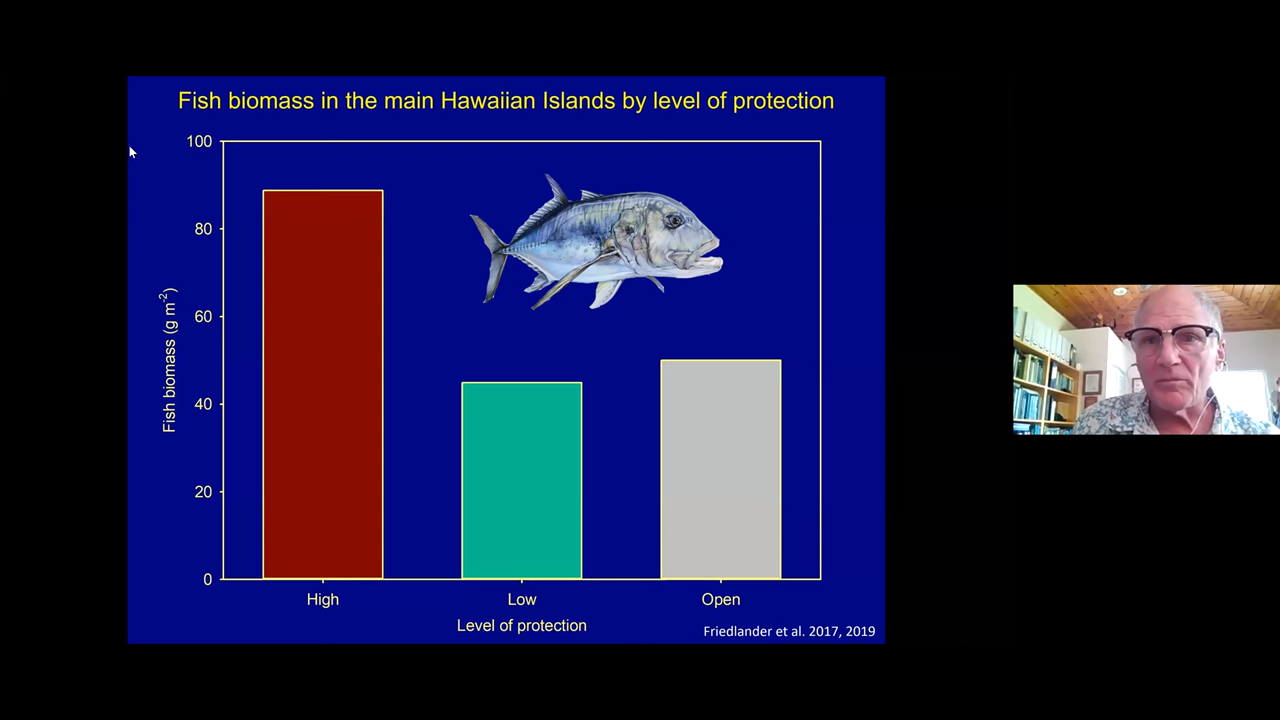 Fish biomass in the main Hawaiian Islands by level of protection
100
80
60
40
20
0
Fish biomass (g m-2)
High
Low
Open
Level of protection
Friedlander et al. 2017, 2019